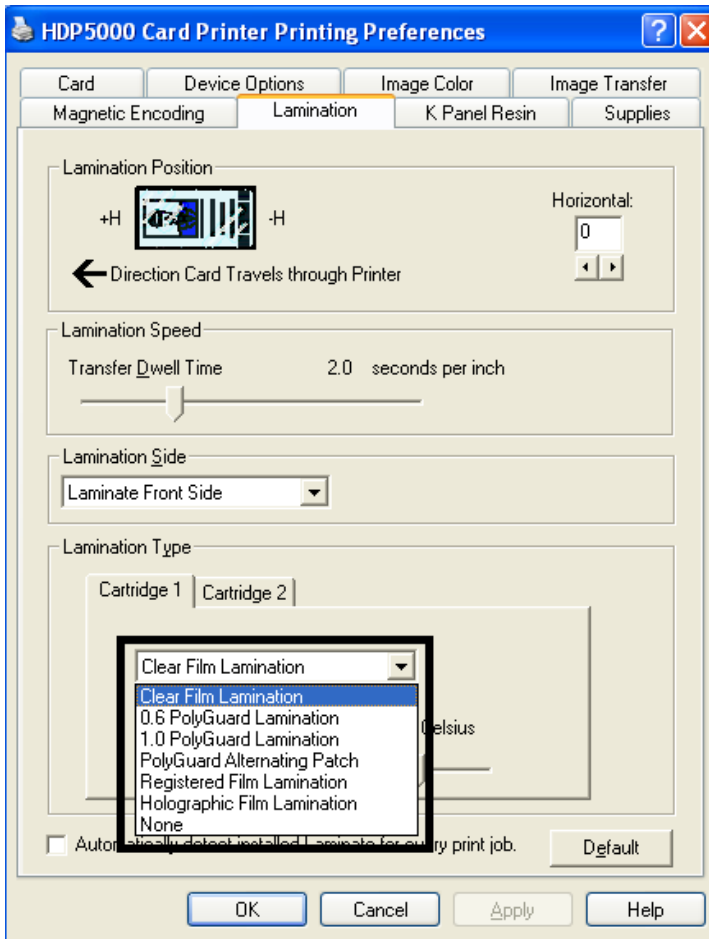 HDP5000 Card Printer Printing Preferences
Card Device Options Image Color Image Transfer
Magnetic Encoding Lamination K Panel Resin Supplies
Lamination Position
+H -H
Horizontal:
0
Direction Card Travels through Printer
Lamination Speed
Transfer Dwell Time 2.0 seconds per inch
Lamination Side
Laminate Front Side
Lamination Type
Cartridge 1 Cartridge 2
Clear Film Lamination
Clear Film Lamination
0.6 PolyGuard Lamination
1.0 PolyGuard Lamination
Celsius
PolyGuard Alternating Patch
Registered Film Lamination
Holographic Film Lamination
None
Automatically detect installed Laminate for every print job.
Default
OK Cancel Apply Help